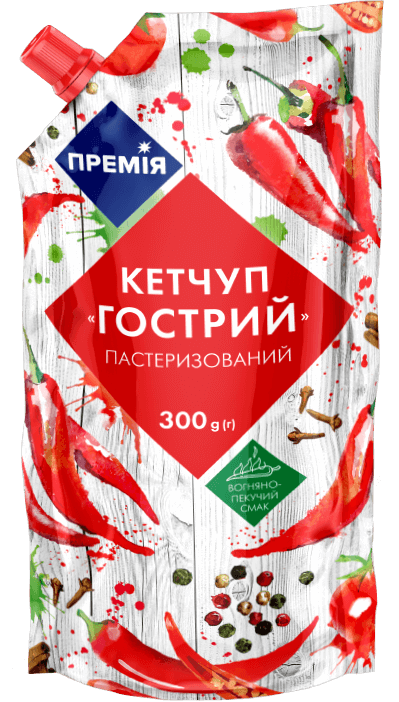 ПРЕМІЯ
КЕТЧУП
«ГОСТРИЙ»
ПАСТЕРИЗОВАНИЙ
300 g (г)
ВОГНЯНО-
ПЕКУЧИЙ
СМАК